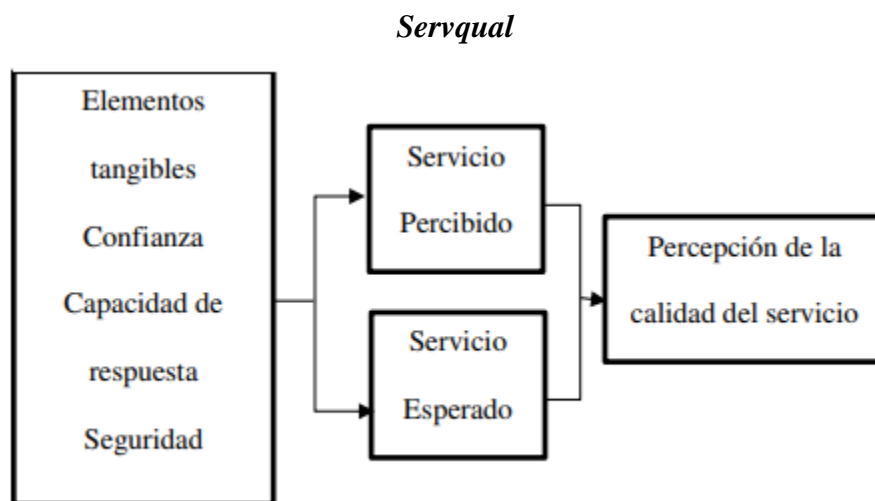 Servqual
Elementos
tangibles
Confianza
Capacidad de
respuesta
Seguridad
Servicio
Percibido
Servicio
Esperado
Percepción de la
calidad del servicio